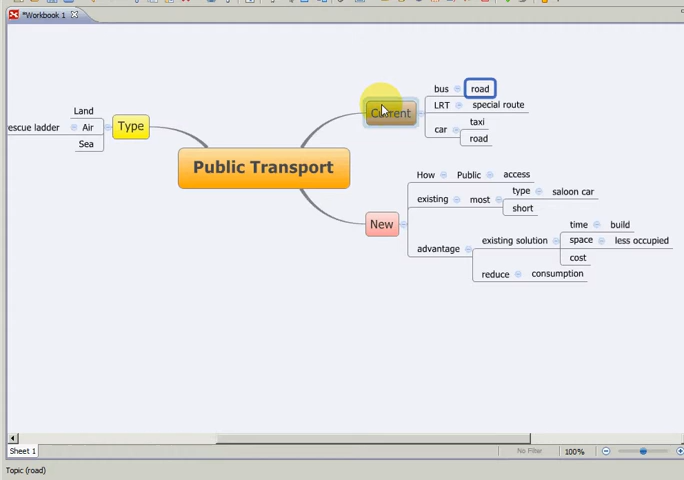 *Workbook 1
bus
road
Current
LRT
special route
taxi
car
road
Land
escue ladder
Air
Type
Sea
Public Transport
How
Public
access
existing
most
type
saloon car
short
New
advantage
existing solution
time
build
space
less occupied
cost
reduce
consumption
Sheet 1
No Filter
100%
Topic (road)